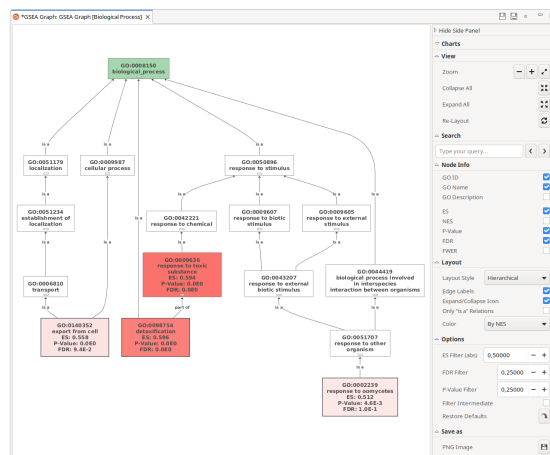 *GSEA Graph: GSEA Graph [Biological Process]
Hide Side Panel
Charts
View
Zoom
Collapse All
Expand All
Re-Layout
Search
Type your query...
Node Info
GO ID
GO Name
GO Description
ES
NES
P-Value
FDR
FWER
Layout
Layout Style
Hierarchical
Edge Labels
Expand/Collapse Icon
Only "is a" Relations
Color
By NES
Options
ES Filter (abs)
0,50000
FDR Filter
0,25000
P-Value Filter
0,25000
Filter Intermediate
Restore Defaults
Save as
PNG Image
GO:0008150
biological_process
is a
is a
is a
GO:0051179
localization
GO:0009987
cellular process
GO:0050896
response to stimulus
is a
is a
is a
is a
is a
is a
is a
GO:0051234
establishment of
localization
GO:0042221
response to chemical
GO:0009607
response to biotic
stimulus
GO:0009605
response to external
stimulus
is a
is a
is a
is a
GO:0009636
response to toxic
substance
ES: 0.594
P-Value: 0.0E0
FDR: 0.0E0
GO:0006810
transport
GO:0043207
response to external
biotic stimulus
GO:0044419
biological process involved
in interspecies
interaction between organisms
is a
part of
is a
is a
GO:0140352
export from cell
ES: 0.558
P-Value: 0.0E0
FDR: 9.4E-2
GO:0098754
detoxification
ES: 0.596
P-Value: 0.0E0
FDR: 0.0E0
GO:0051707
response to other
organism
is a
GO:0002239
response to oomycetes
ES: 0.512
P-Value: 4.6E-3
FDR: 1.0E-1